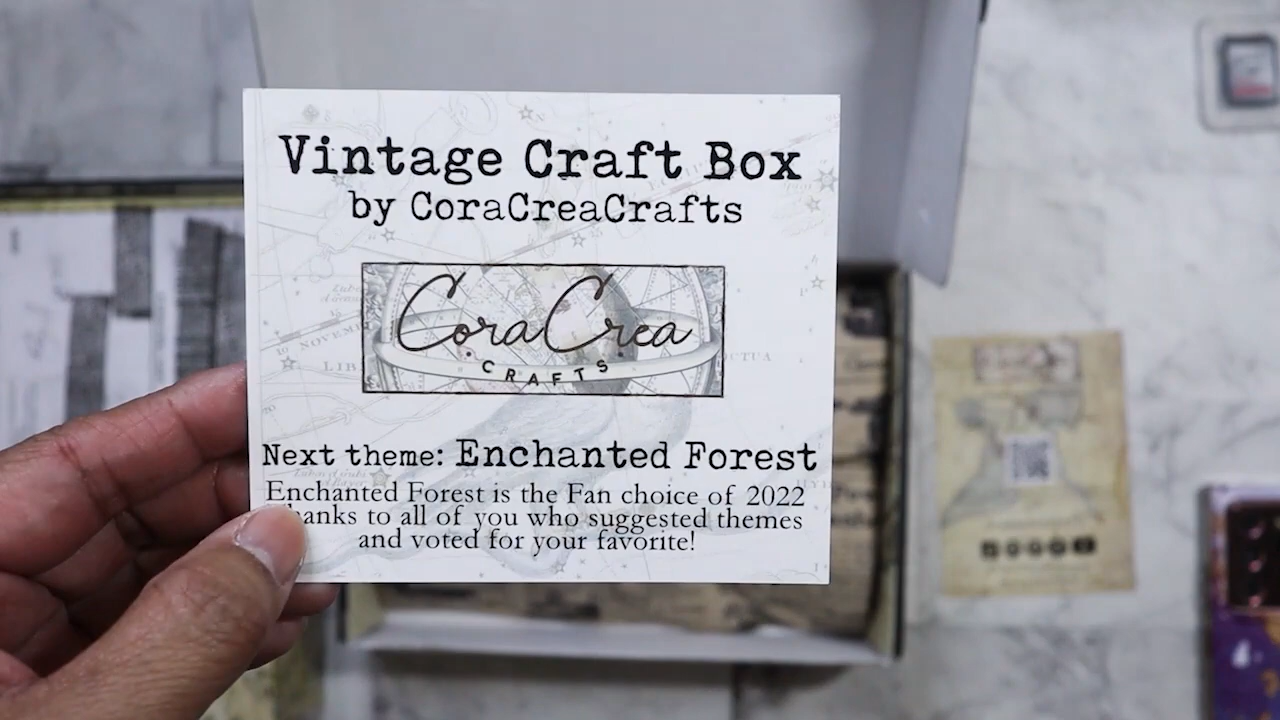 Vintage Craft Box
by CoraCreaCrafts
CoraCrea
CRAFTS
Next theme: Enchanted Forest
Enchanted Forest is the Fan choice of 2022
hanks to all of you who suggested themes
and voted for your favorite!